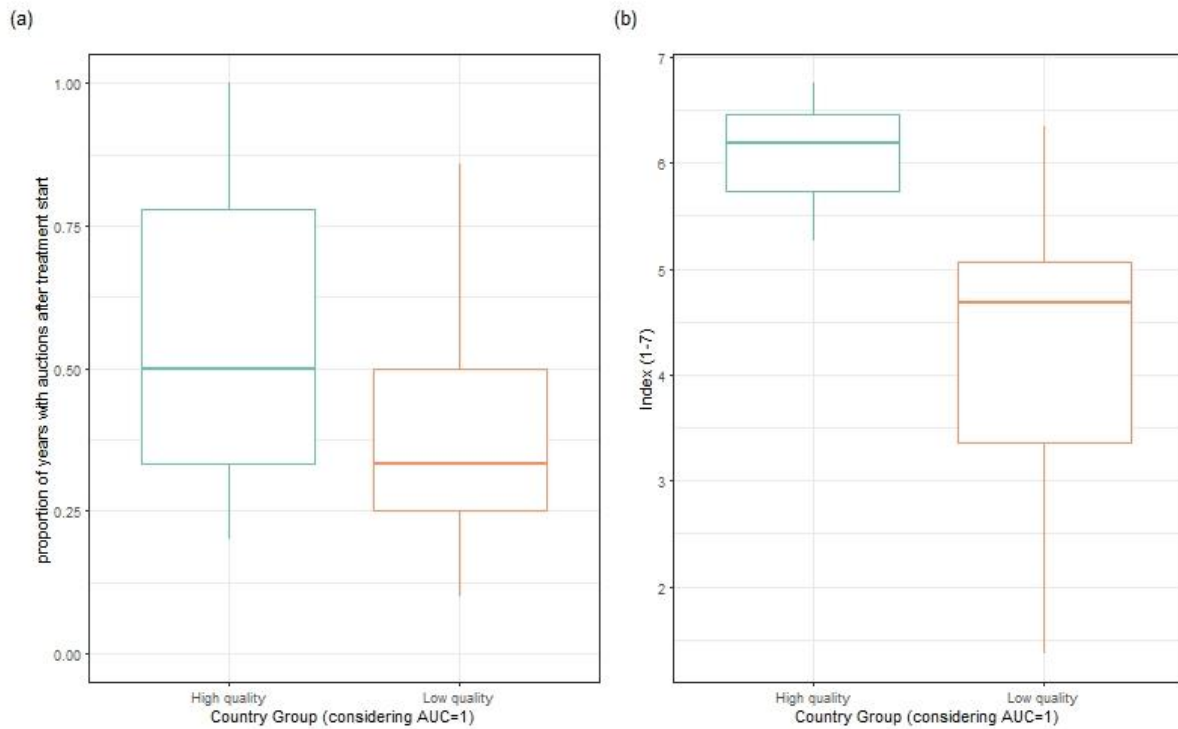 (a)
proportion of years with auctions after treatment start
1.00
0.75
0.50
0.25
0.00
High quality Low quality
Country Group (considering AUC=1)
(b)
Index (1-7)
7
6
5
4
3
2
High quality Low quality
Country Group (considering AUC=1)